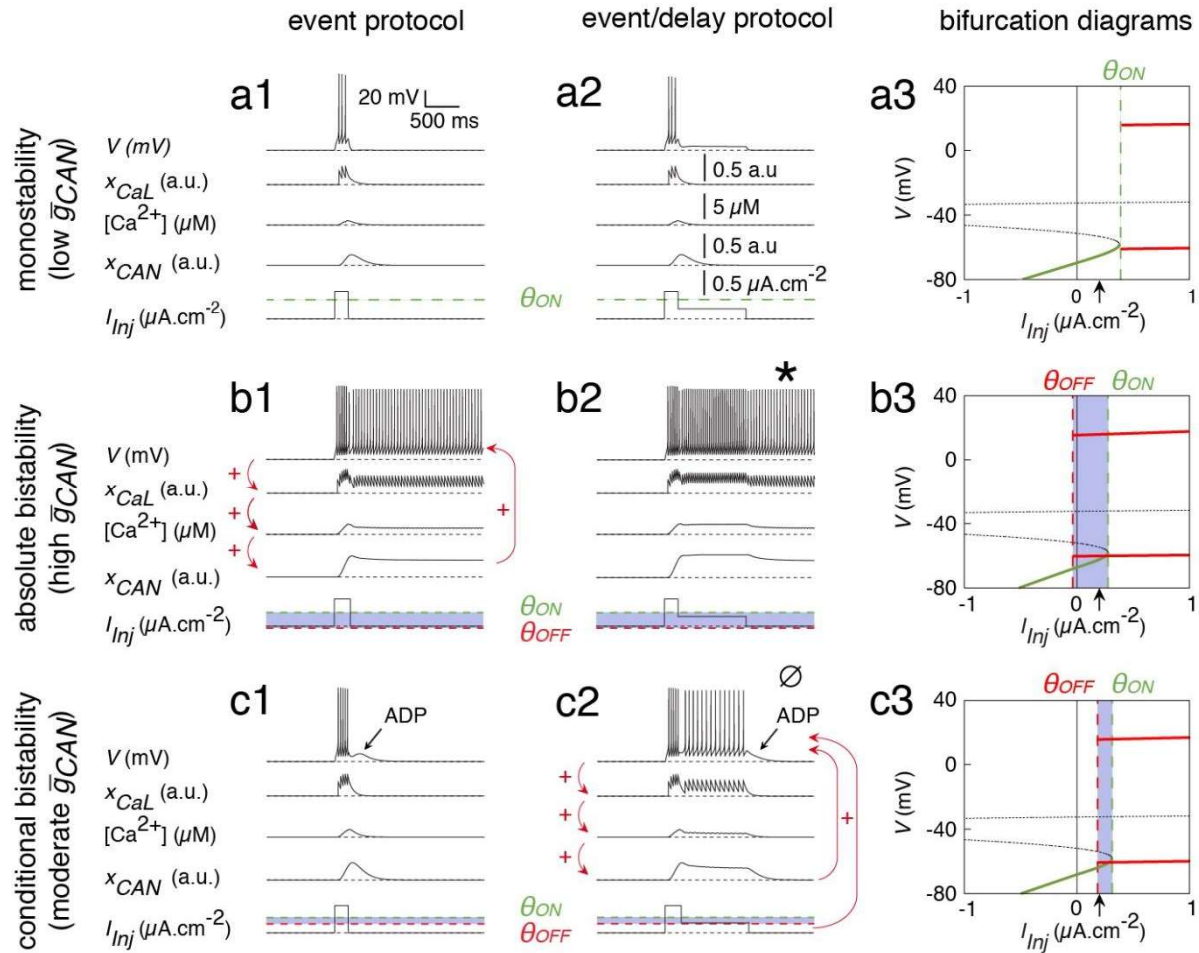 event protocol
event/delay protocol
bifurcation diagrams
monostability
(low g̅CAN)
a1
20 mV
500 ms
V (mV)
xCaL (a.u.)
[Ca2+] (µM)
xCAN (a.u.)
IInj (µA.cm-2)
θON
a2
0.5 a.u
5 µM
0.5 a.u
0.5 µA.cm-2
a3
θON
40
0
-40
-80
V (mV)
-1
0
1
IInj (µA.cm-2)
absolute bistability
(high g̅CAN)
b1
V (mV)
+
xCaL (a.u.)
+
[Ca2+] (µM)
+
xCAN (a.u.)
+
IInj (µA.cm-2)
θON
θOFF
b2
*
b3
θOFF
θON
40
0
-40
-80
V (mV)
-1
0
1
IInj (µA.cm-2)
conditional bistability
(moderate g̅CAN)
c1
ADP
V (mV)
xCaL (a.u.)
[Ca2+] (µM)
xCAN (a.u.)
IInj (µA.cm-2)
θON
θOFF
c2
∅
ADP
+
+
+
+
c3
θOFF
θON
40
0
-40
-80
V (mV)
-1
0
1
IInj (µA.cm-2)